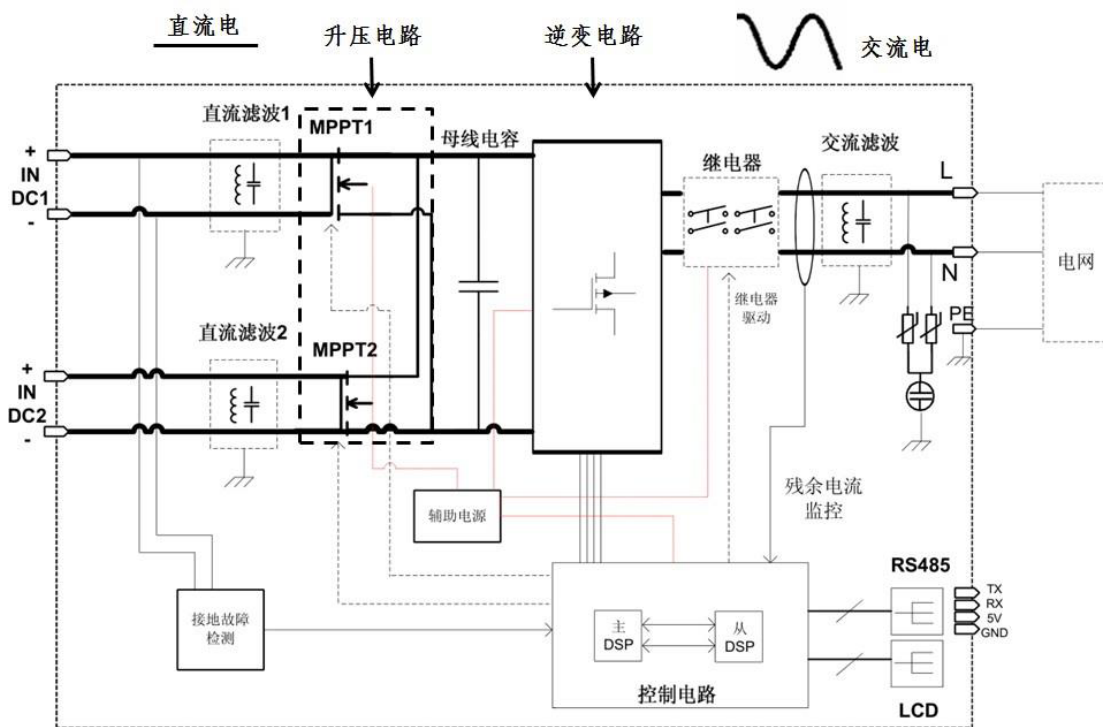 直流电
升压电路
逆变电路
交流电
直流滤波1
MPPT1
母线电容
继电器
交流滤波
+
IN
DC1
-
L
N
PE
电网
继电器
驱动
直流滤波2
MPPT2
+
IN
DC2
-
辅助电源
残余电流
监控
接地故障
检测
主
DSP
从
DSP
控制电路
RS485
TX
RX
5V
GND
LCD